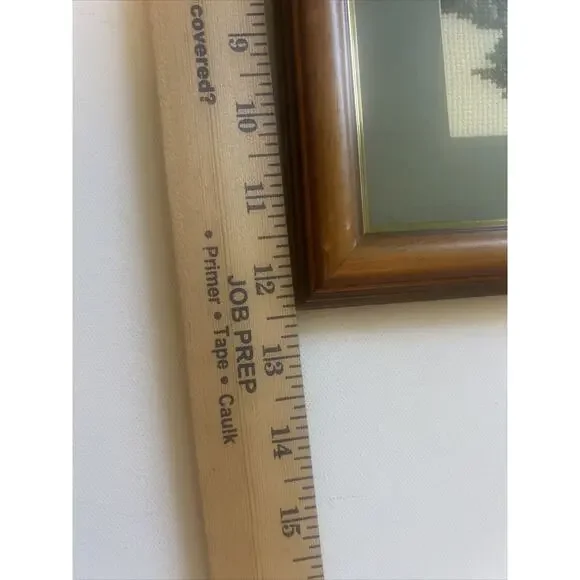 covered?
9
10
11
12
13
14
15
JOB PREP
• Primer • Tape • Caulk